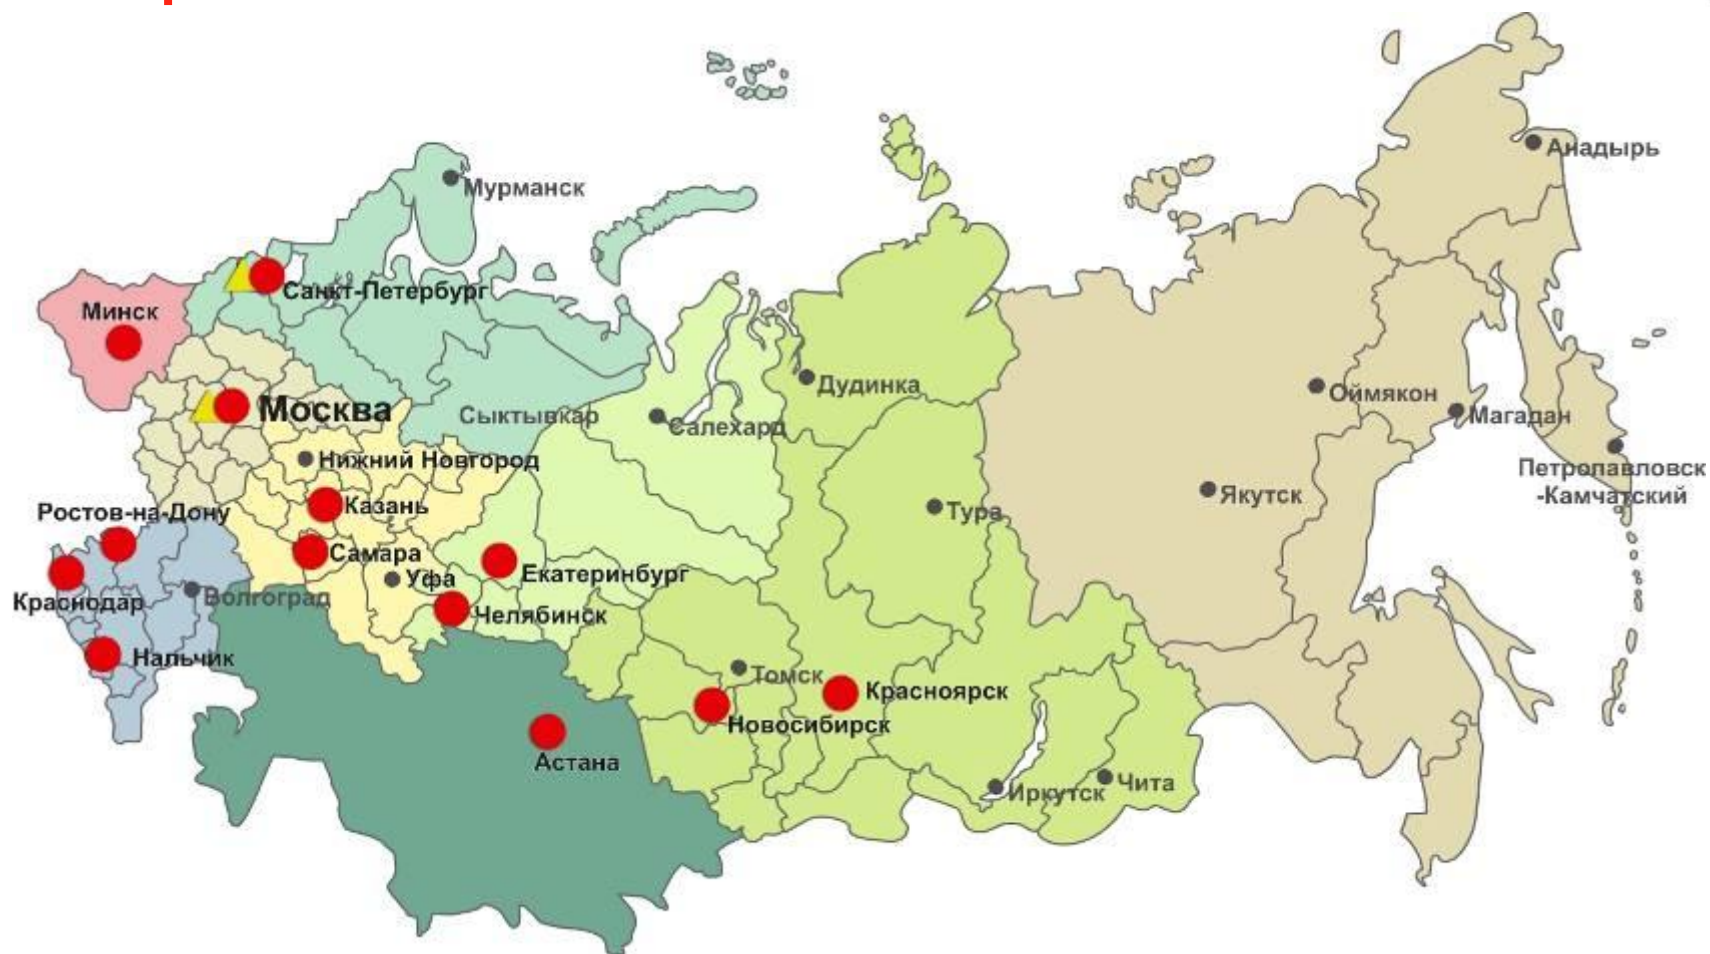 Анадырь
Мурманск
Санкт-Петербург
Минск
Дудинка
Оймякон
Москва
Сыктывкар
Салехард
Магадан
Нижний Новгород
Петропавловск
-Камчатский
Якутск
Казань
Ростов-на-Дону
Тура
Самара
Екатеринбург
Уфа
Краснодар
Волгоград
Челябинск
Нальчик
Томск
Красноярск
Новосибирск
Астана
Чита
Иркутск